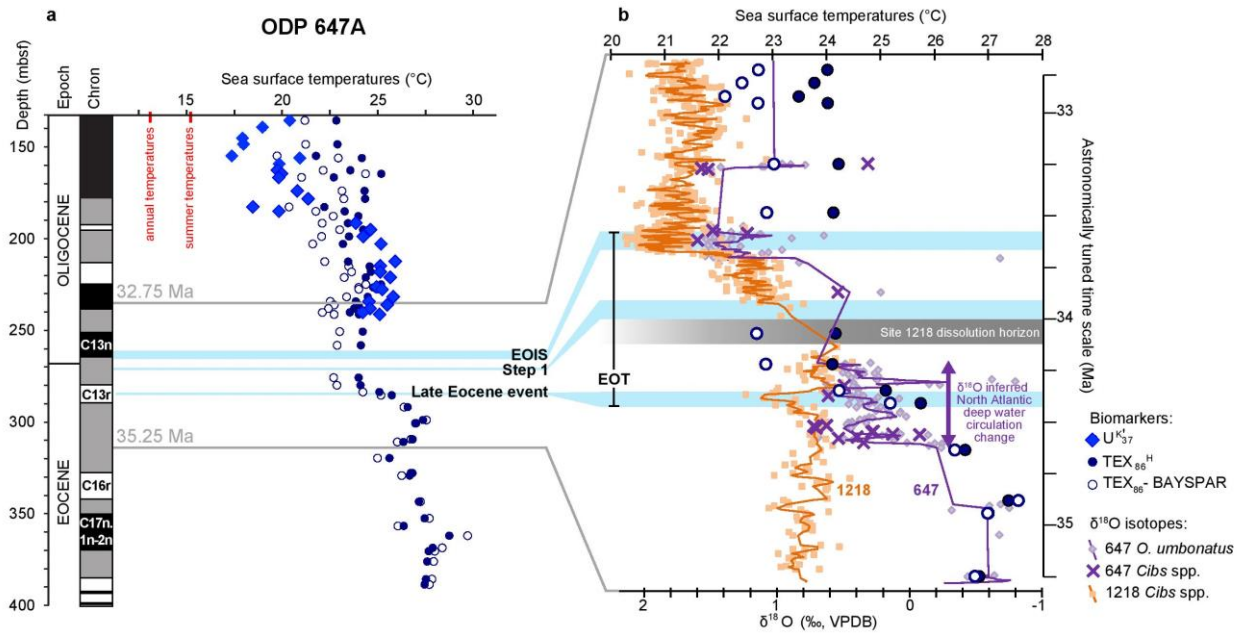 a
ODP 647A
Sea surface temperatures (°C)
Depth (mbsf)
Epoch
Chron
15
20
25
30
150
200
250
300
350
400
OLIGOCENE
EOCENE
C13n
C13r
C16r
C17n.
1n-2n
annual temperatures
summer temperatures
32.75 Ma
35.25 Ma
EOIS
Step 1
Late Eocene event
b
Sea surface temperatures (°C)
20
21
22
23
24
25
26
27
28
33
34
35
Astronomically tuned time scale (Ma)
Site 1218 dissolution horizon
EOT
δ18O inferred
North Atlantic
deep water
circulation
change
1218
647
2
1
0
-1
δ18O (‰, VPDB)
Biomarkers:
UK'37
TEX86H
TEX86- BAYSPAR
δ18O isotopes:
647 O. umbonatus
647 Cibs spp.
1218 Cibs spp.